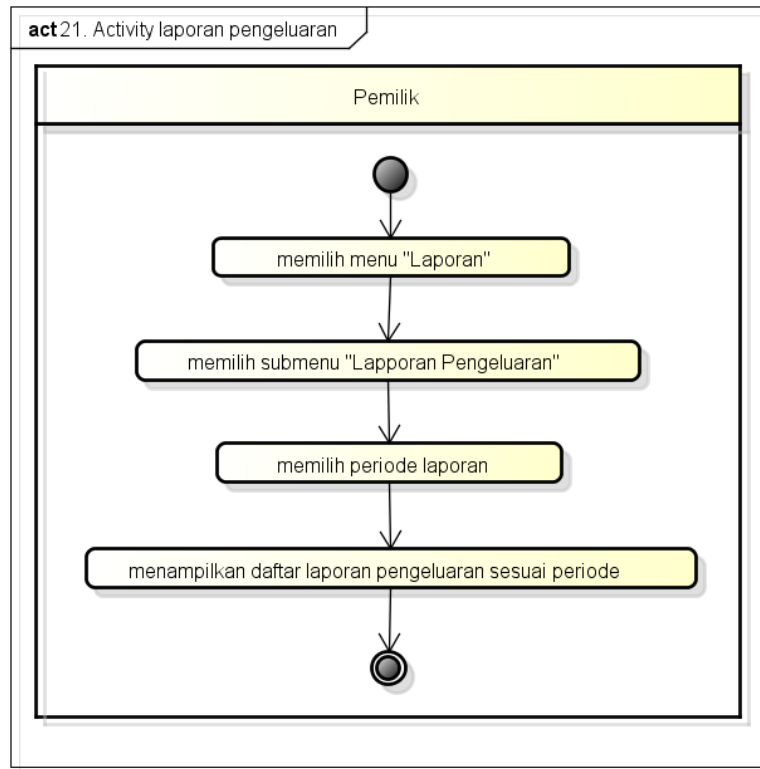 act 21. Activity laporan pengeluaran
Pemilik
memilih menu "Laporan"
memilih submenu "Lapporan Pengeluaran"
memilih periode laporan
menampilkan daftar laporan pengeluaran sesuai periode